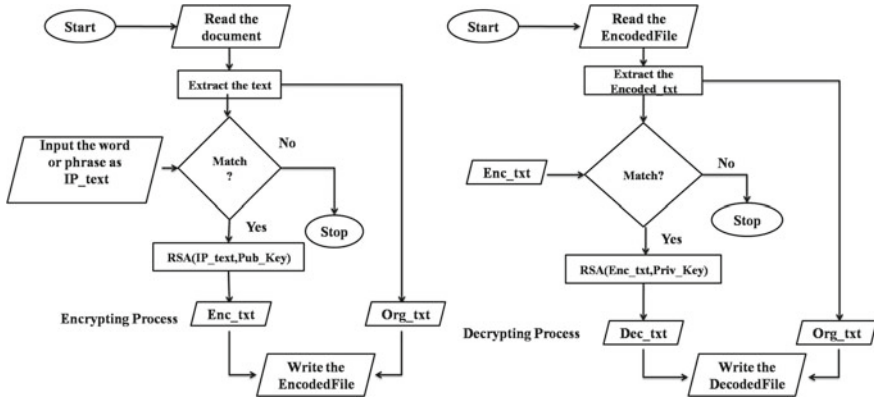 Start
Read the
document
Extract the text
Input the word
or phrase as
IP_text
Match
?
No
Stop
Yes
RSA(IP_text,Pub_Key)
Encrypting Process
Enc_txt
Org_txt
Write the
EncodedFile
Start
Read the
EncodedFile
Extract the
Encoded_txt
Enc_txt
Match?
No
Stop
Yes
RSA(Enc_txt,Priv_Key)
Decrypting Process
Dec_txt
Org_txt
Write the
DecodedFile